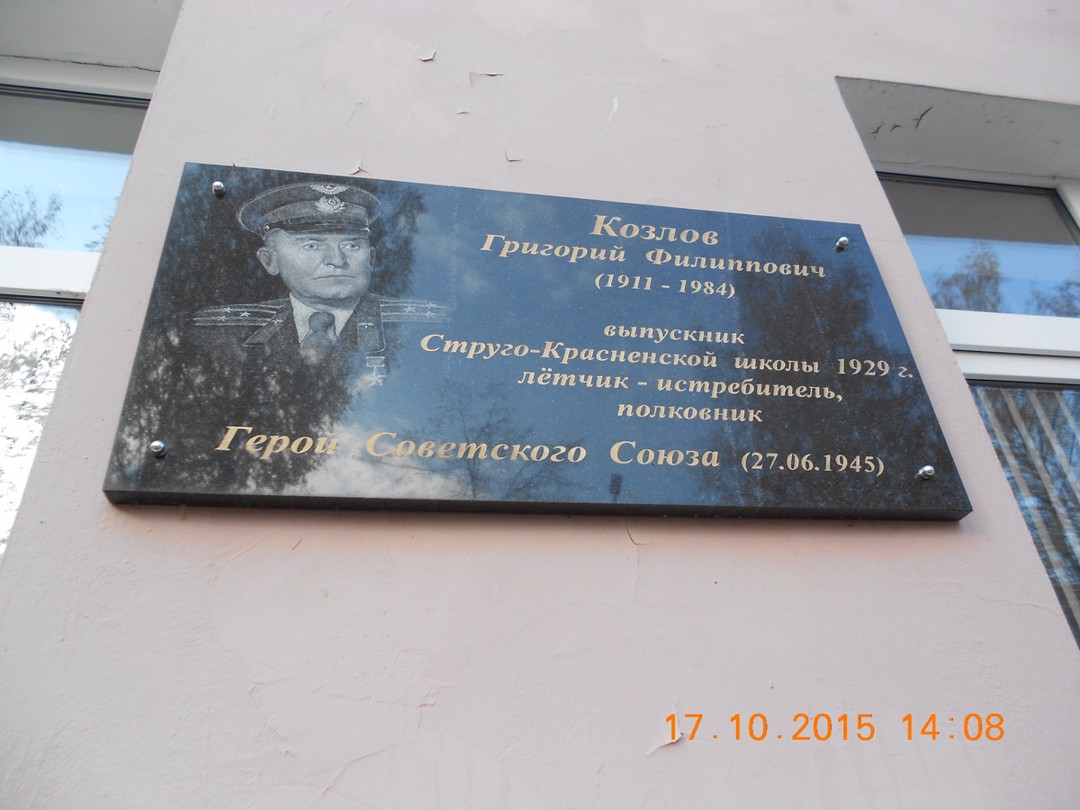 Козлов
Григорий Филиппович
(1911 - 1984)
выпускник
Струго-Красненской школы 1929 г.
лётчик - истребитель,
полковник
Герой Советского Союза (27.06.1945)
17.10.2015 14:08